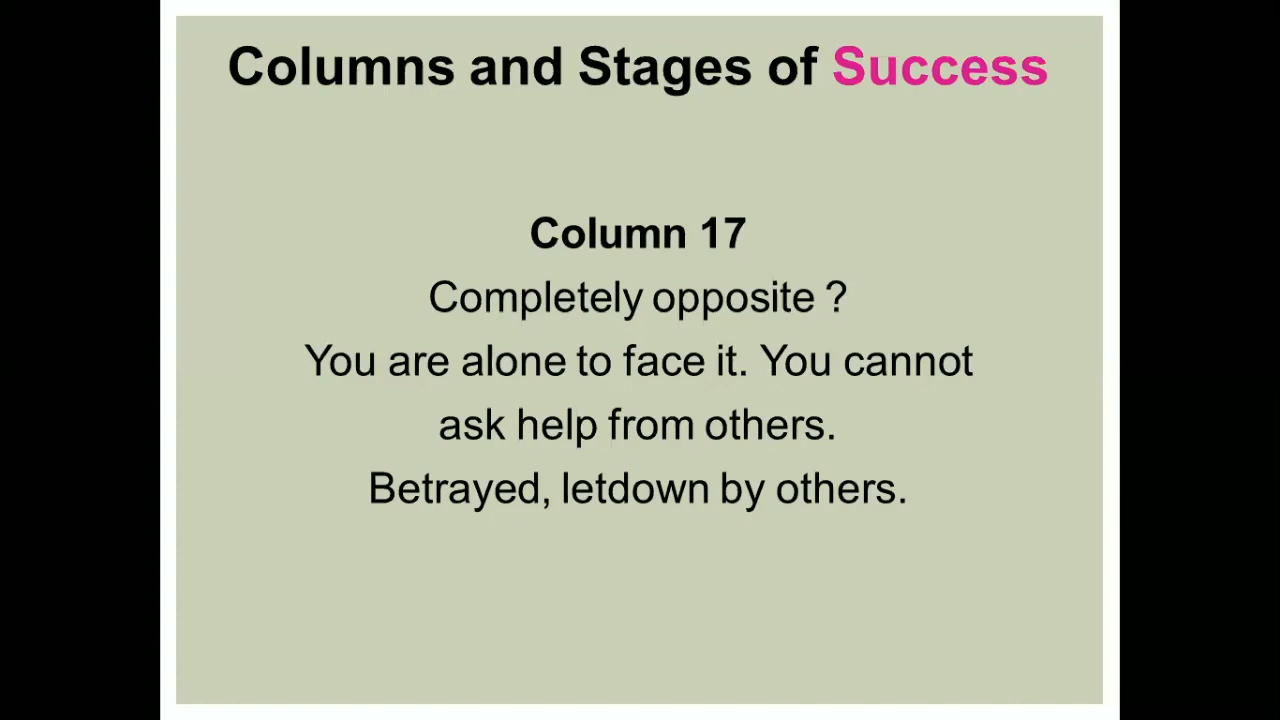 Columns and Stages of Success
Column 17
Completely opposite ?
You are alone to face it. You cannot
ask help from others.
Betrayed, letdown by others.